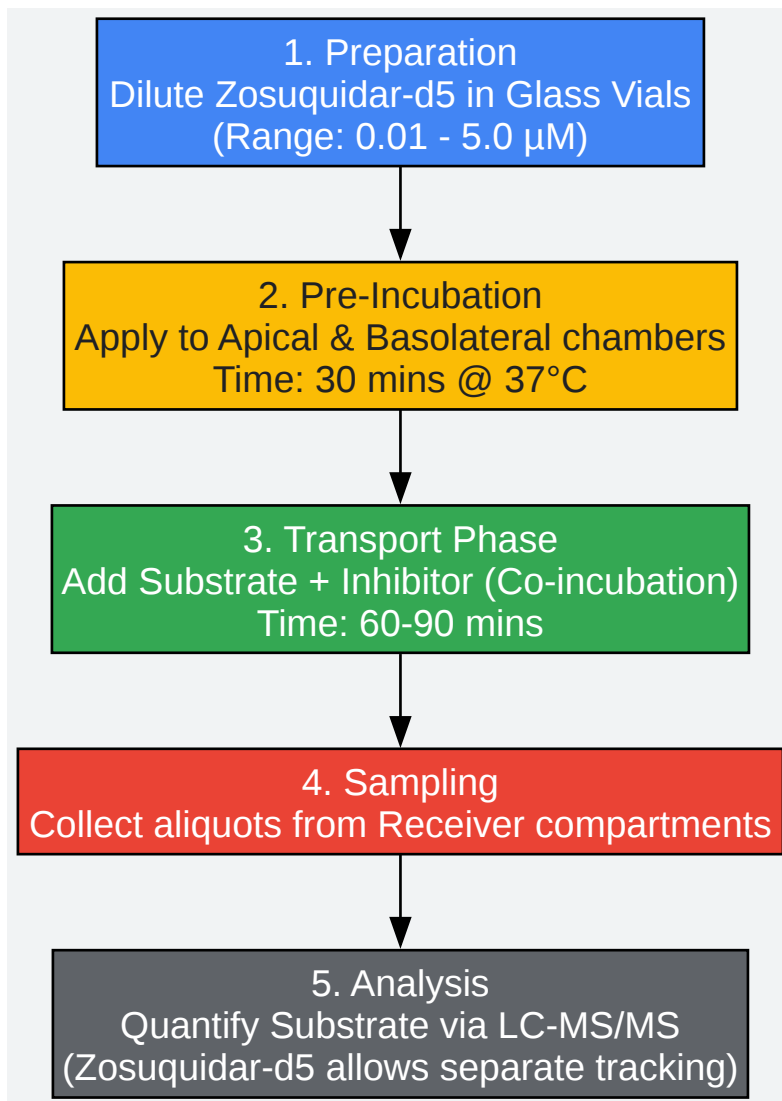 1. Preparation
Dilute Zosuquidar-d5 in Glass Vials
(Range: 0.01 - 5.0 µM)
2. Pre-Incubation
Apply to Apical & Basolateral chambers
Time: 30 mins @ 37°C
3. Transport Phase
Add Substrate + Inhibitor (Co-incubation)
Time: 60-90 mins
4. Sampling
Collect aliquots from Receiver compartments
5. Analysis
Quantify Substrate via LC-MS/MS
(Zosuquidar-d5 allows separate tracking)